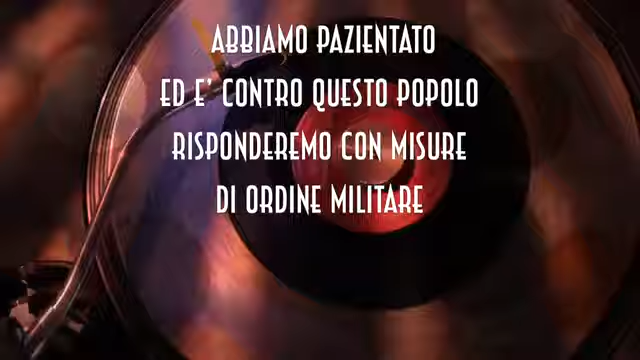 ABBIAMO PAZIENTATO
ED E' CONTRO QUESTO POPOLO
RISPONDEREMO CON MISURE
DI ORDINE MILITARE